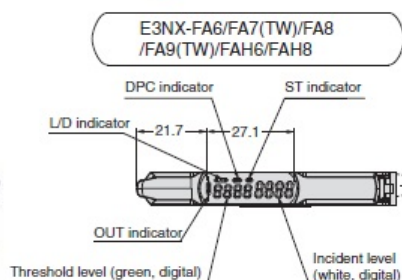 E3NX-FA6/FA7(TW)/FA8
/FA9(TW)/FAH6/FAH8
DPC indicator
ST indicator
L/D indicator
21.7
27.1
OUT indicator
Threshold level (green, digital)
Incident level
(white, digital)